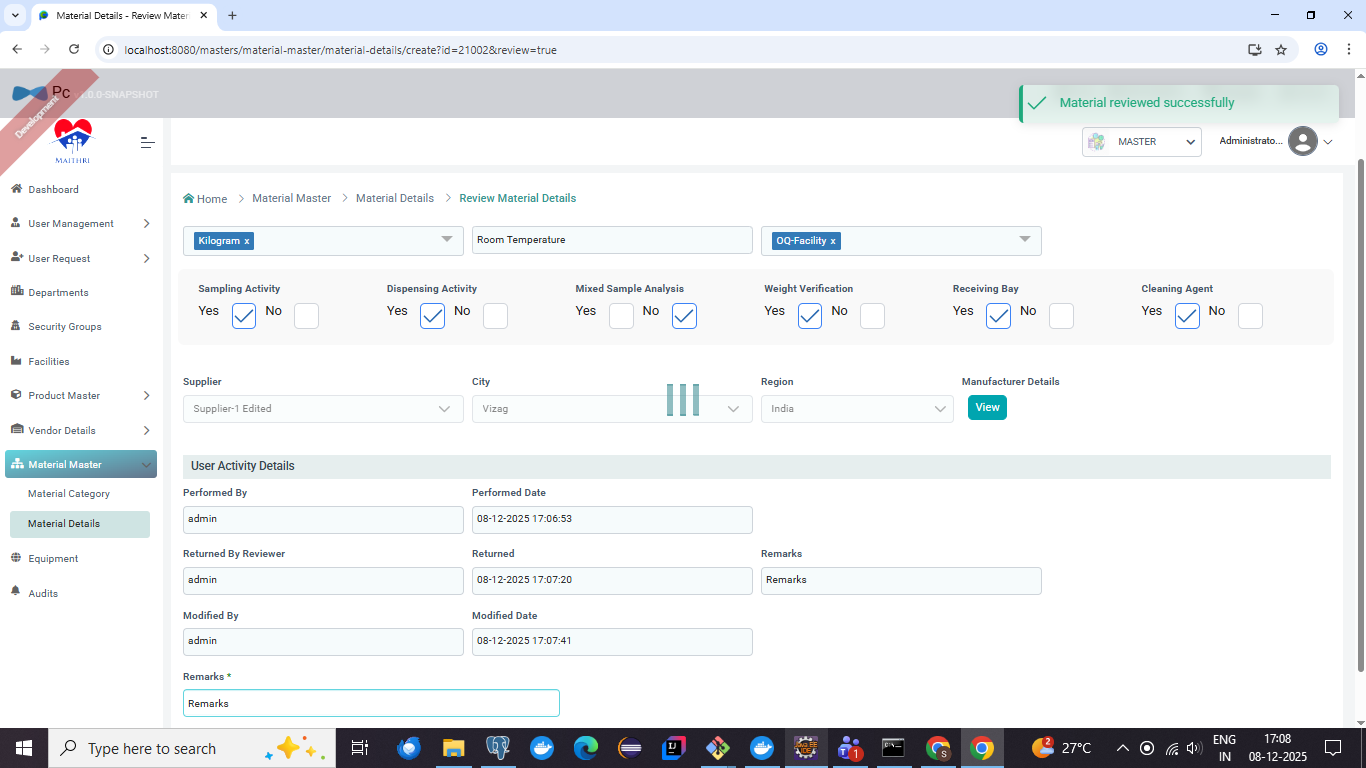 Material Details - Review Mater
localhost:8080/masters/material-master/material-details/create?id=21002&review=true
Pc
.0.0-SNAPSHOT
Development
Material reviewed successfully
MAITHRI
MASTER
Administrato...
Dashboard
User Management
User Request
Departments
Security Groups
Facilities
Product Master
Vendor Details
Material Master
Material Category
Material Details
Equipment
Audits
Home > Material Master > Material Details > Review Material Details
Kilogram x
Room Temperature
OQ-Facility x
Sampling Activity
Dispensing Activity
Mixed Sample Analysis
Weight Verification
Receiving Bay
Cleaning Agent
Yes No Yes No Yes No Yes No Yes No Yes No
Supplier
City
Region
Manufacturer Details
Supplier-1 Edited
Vizag
India
View
User Activity Details
Performed By
Performed Date
admin
08-12-2025 17:06:53
Returned By Reviewer
Returned
Remarks
admin
08-12-2025 17:07:20
Remarks
Modified By
Modified Date
admin
08-12-2025 17:07:41
Remarks *
Remarks
Type here to search
27°C
ENG
IN
17:08
08-12-2025